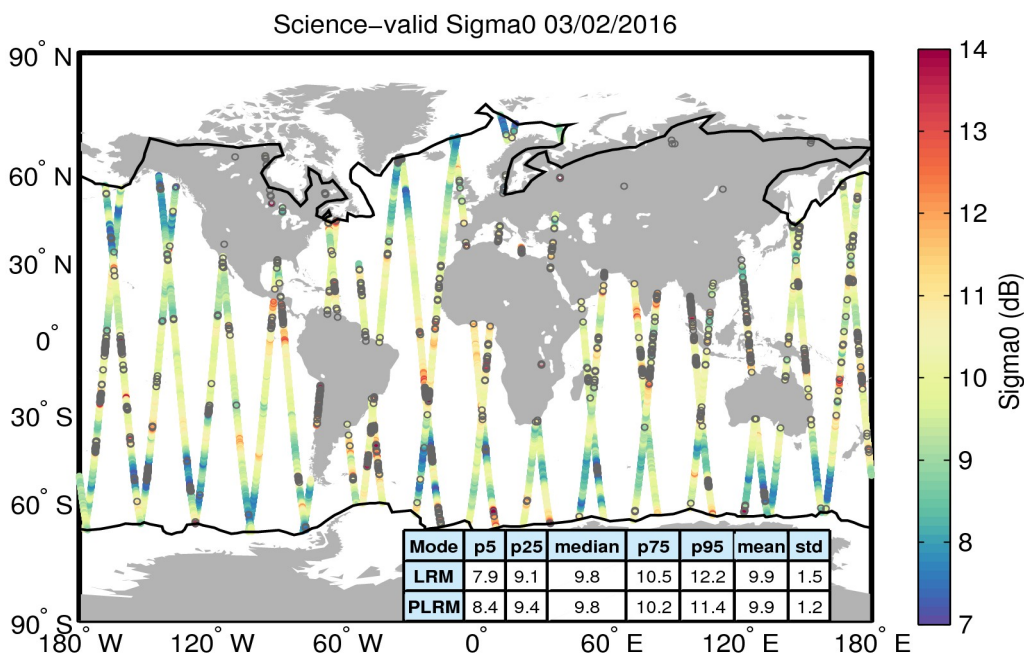 Science−valid Sigma0 03/02/2016
90° N
60° N
30° N
0°
30° S
60° S
90° S
180° W
120° W
60° W
0°
60° E
120° E
180° E
14
13
12
11
10
9
8
7
Sigma0 (dB)
Mode p5 p25 median p75 p95 mean std
LRM 7.9 9.1 9.8 10.5 12.2 9.9 1.5
PLRM 8.4 9.4 9.8 10.2 11.4 9.9 1.2